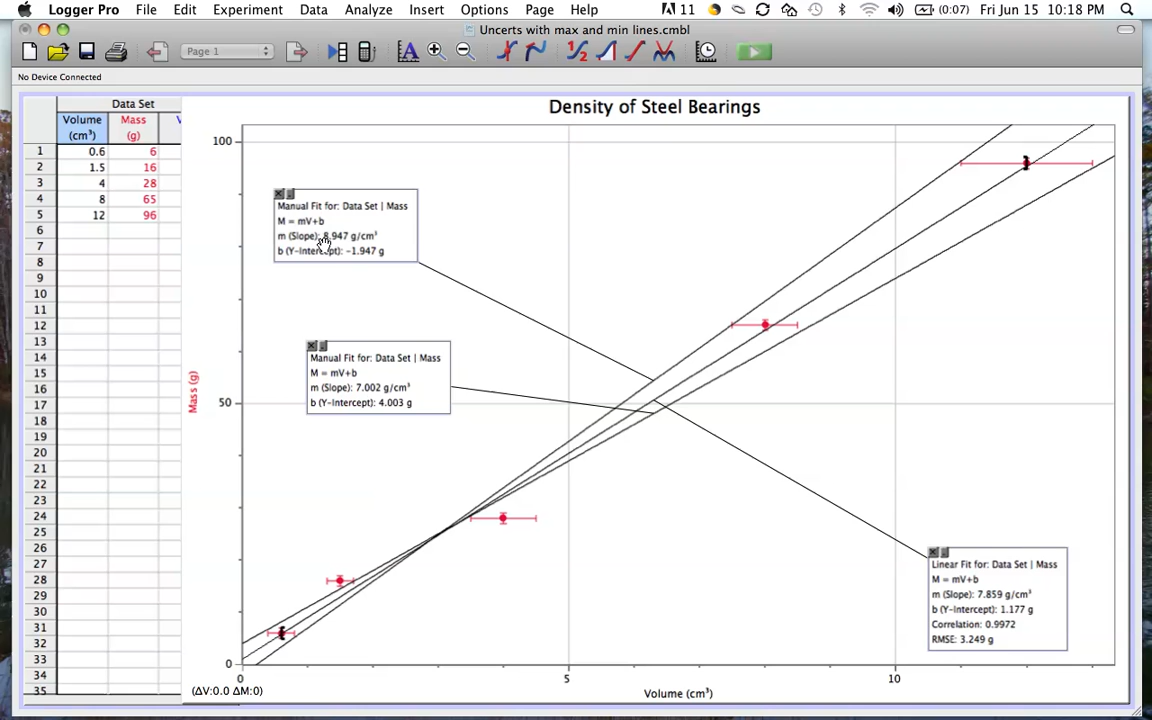 Logger Pro File Edit Experiment Data Analyze Insert Options Page Help 11 (0:07) Fri Jun 15 10:18 PM
Uncerts with max and min lines.cmbl
Page 1
No Device Connected
Data Set
Volume Mass V
(cm³) (g)
1 0.6 6
2 1.5 16
3 4 28
4 8 65
5 12 96
6
7
8
9
10
11
12
13
14
15
16
17
18
19
20
21
22
23
24
25
26
27
28
29
30
31
32
33
34
35
Density of Steel Bearings
100
50
0
Mass (g)
0 5 10
Volume (cm³)
(ΔV:0.0 ΔM:0)
Manual Fit for: Data Set | Mass
M = mV+b
m (Slope): 8.947 g/cm³
b (Y-Intercept): -1.947 g
Manual Fit for: Data Set | Mass
M = mV+b
m (Slope): 7.002 g/cm³
b (Y-Intercept): 4.003 g
Linear Fit for: Data Set | Mass
M = mV+b
m (Slope): 7.859 g/cm³
b (Y-Intercept): 1.177 g
Correlation: 0.9972
RMSE: 3.249 g